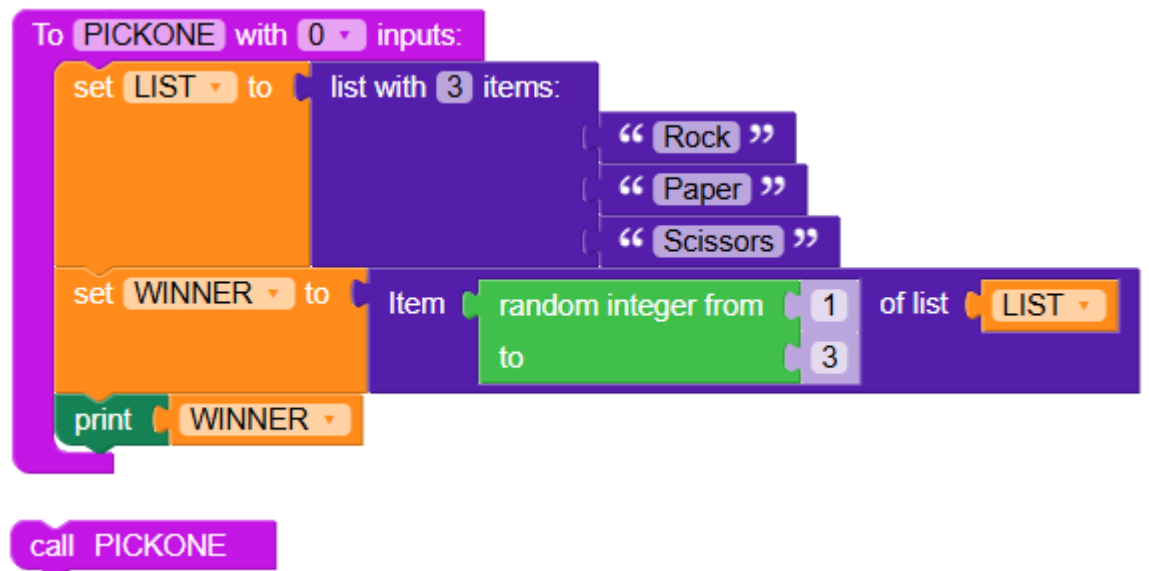 To PICKONE with 0 inputs:
set LIST to list with 3 items:
“ Rock ”
“ Paper ”
“ Scissors ”
set WINNER to Item random integer from 1 of list LIST
to 3
print WINNER
call PICKONE